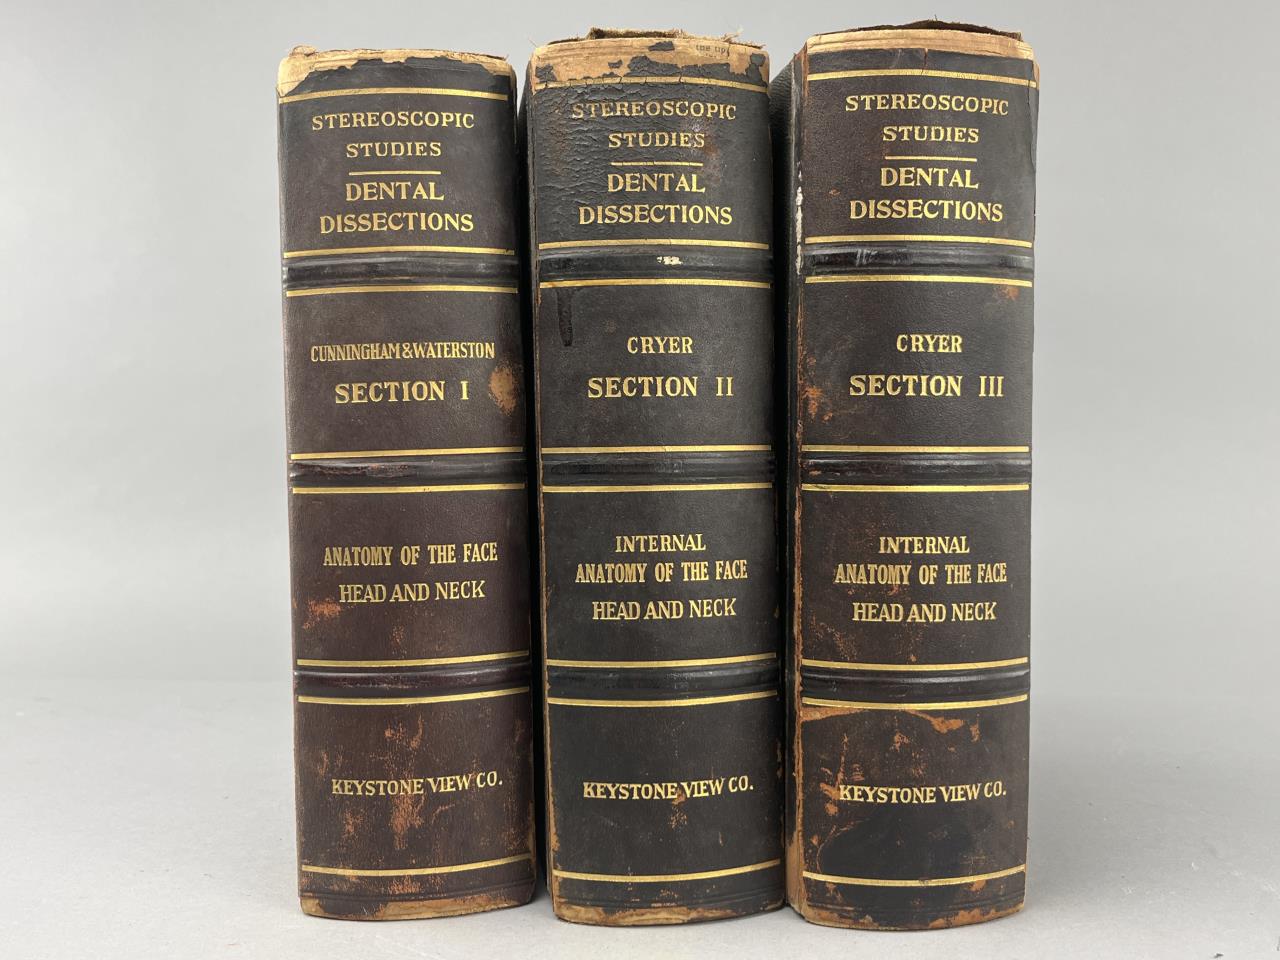 STEREOSCOPIC
STUDIES
DENTAL
DISSECTIONS
CUNNINGHAM & WATERSTON
SECTION I
ANATOMY OF THE FACE
HEAD AND NECK
KEYSTONE VIEW CO.
STEREOSCOPIC
STUDIES
DENTAL
DISSECTIONS
CRYER
SECTION II
INTERNAL
ANATOMY OF THE FACE
HEAD AND NECK
KEYSTONE VIEW CO.
STEREOSCOPIC
STUDIES
DENTAL
DISSECTIONS
CRYER
SECTION III
INTERNAL
ANATOMY OF THE FACE
HEAD AND NECK
KEYSTONE VIEW CO.